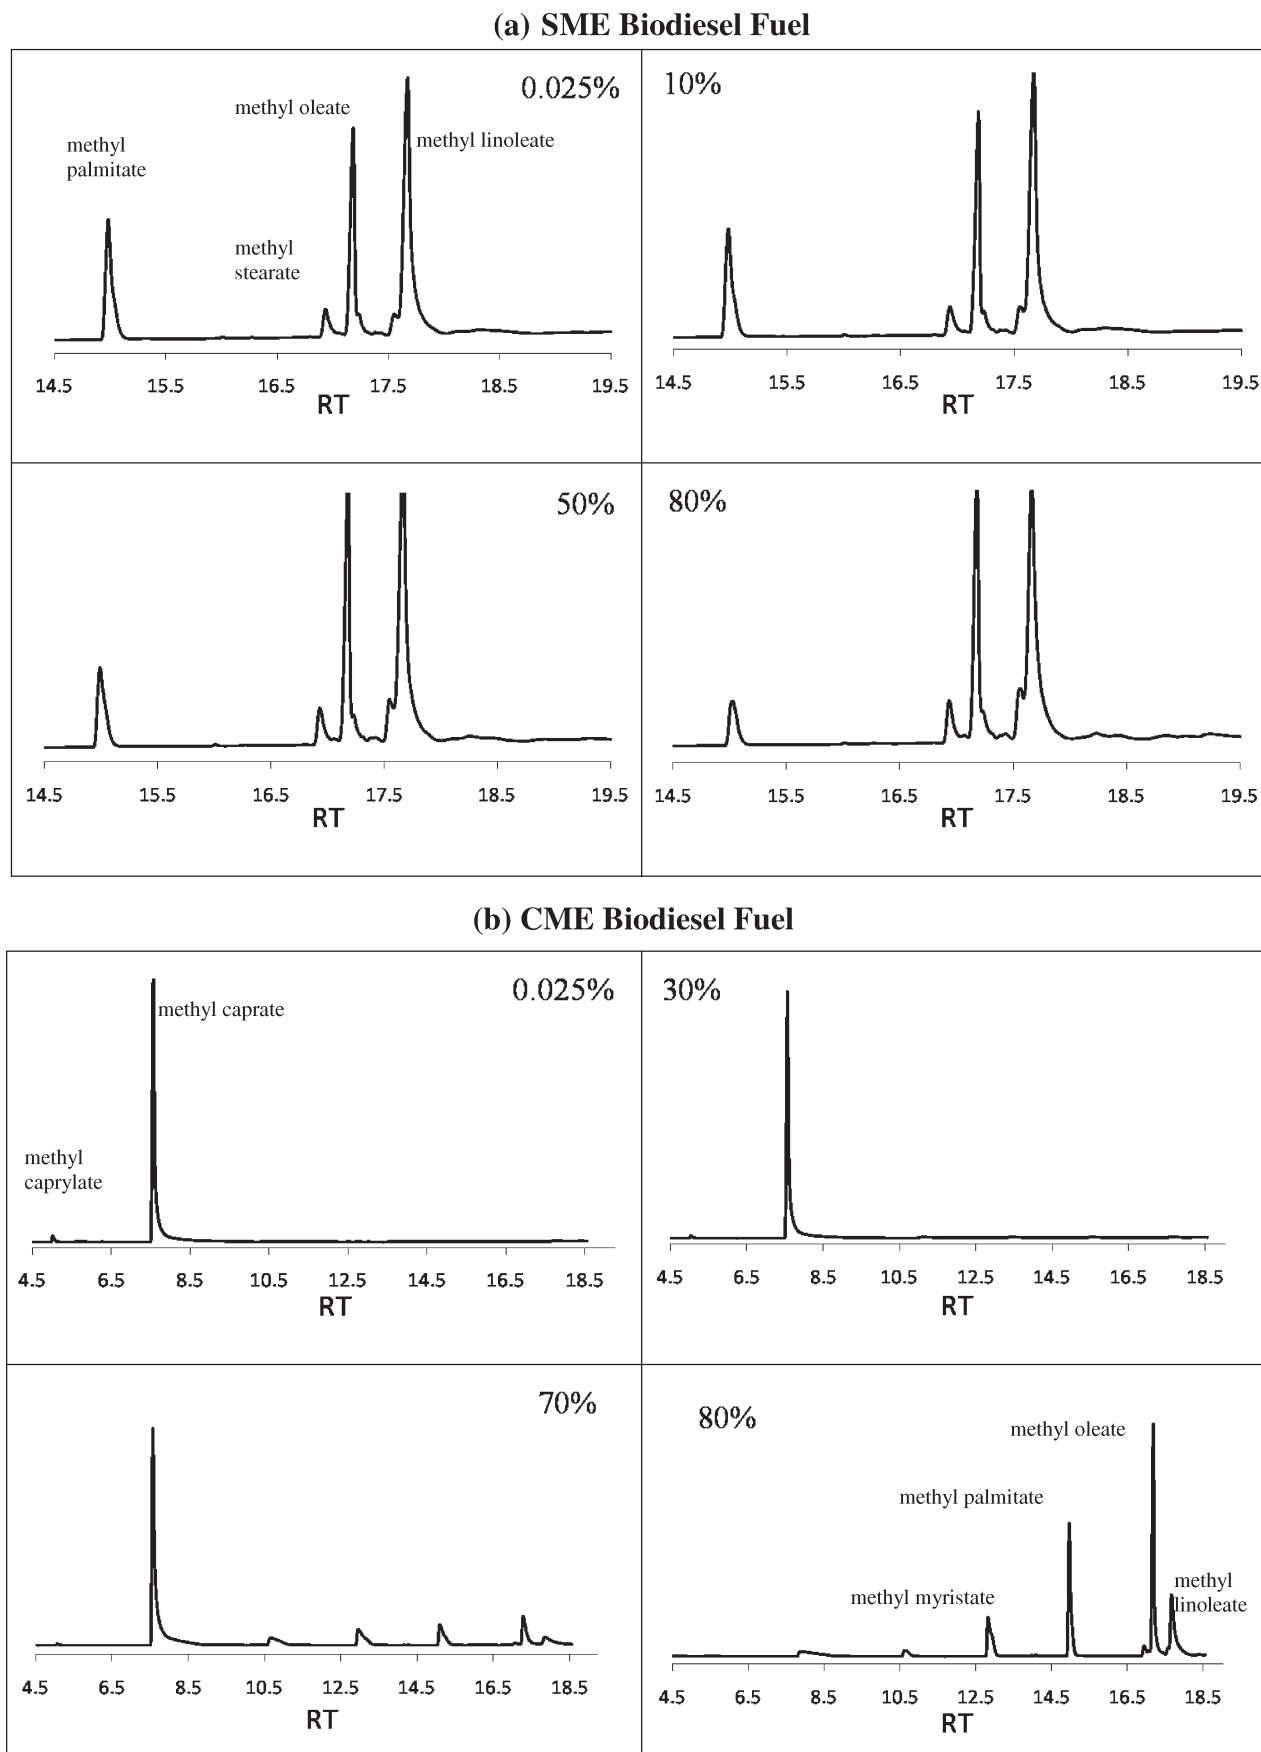 (a) SME Biodiesel Fuel
0.025%
methyl oleate
methyl linoleate
methyl
palmitate
methyl
stearate
14.5 15.5 16.5 17.5 18.5 19.5
RT
10%
14.5 15.5 16.5 17.5 18.5 19.5
RT
50%
14.5 15.5 16.5 17.5 18.5 19.5
RT
80%
14.5 15.5 16.5 17.5 18.5 19.5
RT
(b) CME Biodiesel Fuel
0.025%
methyl caprate
methyl
caprylate
4.5 6.5 8.5 10.5 12.5 14.5 16.5 18.5
RT
30%
4.5 6.5 8.5 10.5 12.5 14.5 16.5 18.5
RT
70%
4.5 6.5 8.5 10.5 12.5 14.5 16.5 18.5
RT
80%
methyl oleate
methyl palmitate
methyl myristate
methyl
linoleate
4.5 6.5 8.5 10.5 12.5 14.5 16.5 18.5
RT